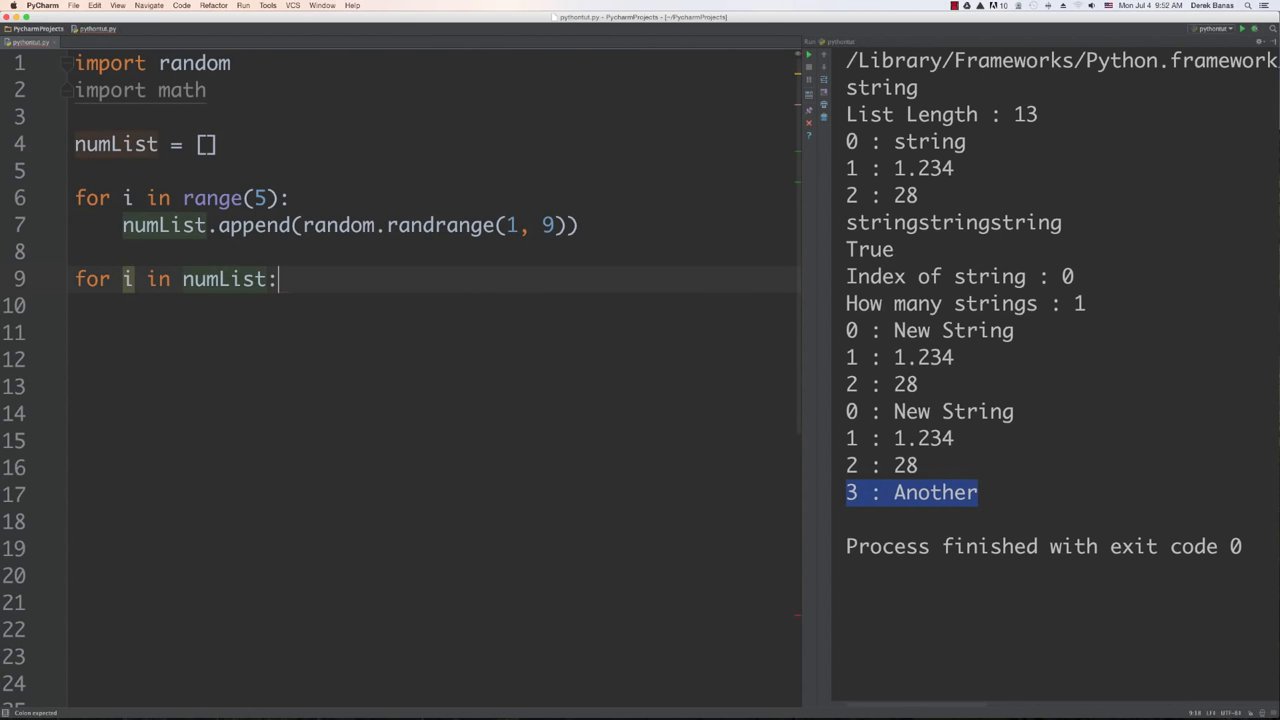 PyCharm File Edit View Navigate Code Refactor Run Tools VCS Window Help
10 Mon Jul 4 9:52 AM Derek Banas
pythontut.py - PycharmProjects - [~/PycharmProjects]
PycharmProjects pythontut.py
pythontut
pythontut.py
Run pythontut
1 import random
2 import math
3
4 numList = []
5
6 for i in range(5):
7 numList.append(random.randrange(1, 9))
8
9 for i in numList:
10
11
12
13
14
15
16
17
18
19
20
21
22
23
24
/Library/Frameworks/Python.framework
string
List Length : 13
0 : string
1 : 1.234
2 : 28
stringstringstring
True
Index of string : 0
How many strings : 1
0 : New String
1 : 1.234
2 : 28
0 : New String
1 : 1.234
2 : 28
3 : Another
Process finished with exit code 0
Colon expected
9:18 LF‡ UTF-8‡